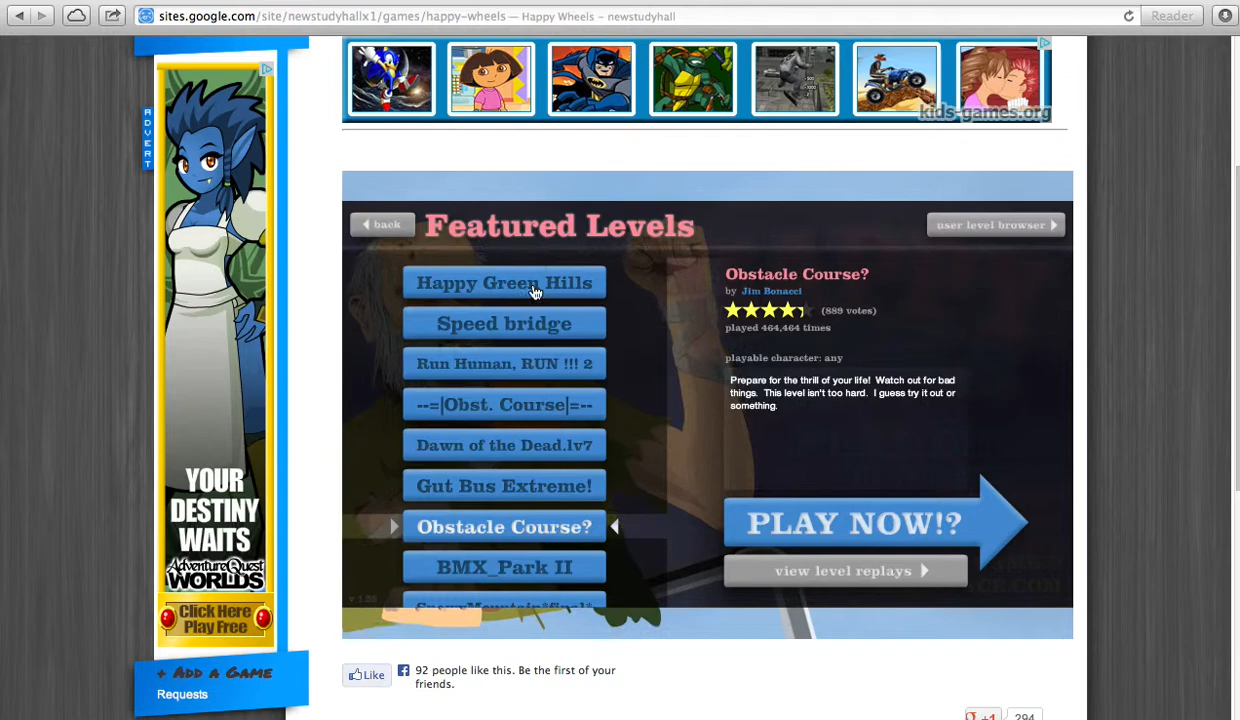 sites.google.com/site/newstudyhallx1/games/happy-wheels — Happy Wheels – newstudyhall
Reader
kids-games.org
ADVERT
back
Featured Levels
user level browser
Happy Green Hills
Speed bridge
Run Human, RUN !!! 2
--=|Obst. Course|=--
Dawn of the Dead.lv7
Gut Bus Extreme!
Obstacle Course?
BMX_Park II
SnowyMountain*final*
Obstacle Course?
by Jim Bonacci
(889 votes)
played 464,464 times
playable character: any
Prepare for the thrill of your life! Watch out for bad
things. This level isn't too hard. I guess try it out or
something.
PLAY NOW!?
view level replays
YOUR
DESTINY
WAITS
AdventureQuest
WORLDS
Click Here
Play Free
+ Add a Game
Requests
Like
92 people like this. Be the first of your
friends.
+1
294